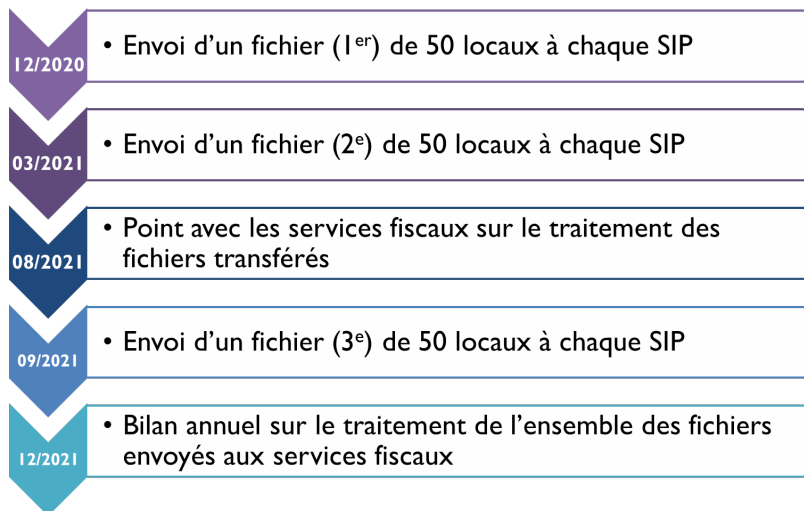 12/2020
• Envoi d’un fichier (1er) de 50 locaux à chaque SIP
03/2021
• Envoi d’un fichier (2e) de 50 locaux à chaque SIP
08/2021
• Point avec les services fiscaux sur le traitement des
fichiers transférés
09/2021
• Envoi d’un fichier (3e) de 50 locaux à chaque SIP
12/2021
• Bilan annuel sur le traitement de l’ensemble des fichiers
envoyés aux services fiscaux